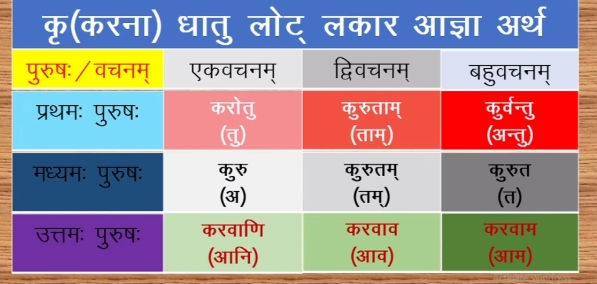 कृ(करना) धातु लोट् लकार आज्ञा अर्थ
पुरुषः/वचनम् एकवचनम् द्विवचनम् बहुवचनम्
प्रथमः पुरुषः करोतु (तु) कुरुताम् (ताम्) कुर्वन्तु (अन्तु)
मध्यमः पुरुषः कुरु (अ) कुरुतम् (तम्) कुरुत (त)
उत्तमः पुरुषः करवाणि (आनि) करवाव (आव) करवाम (आम)